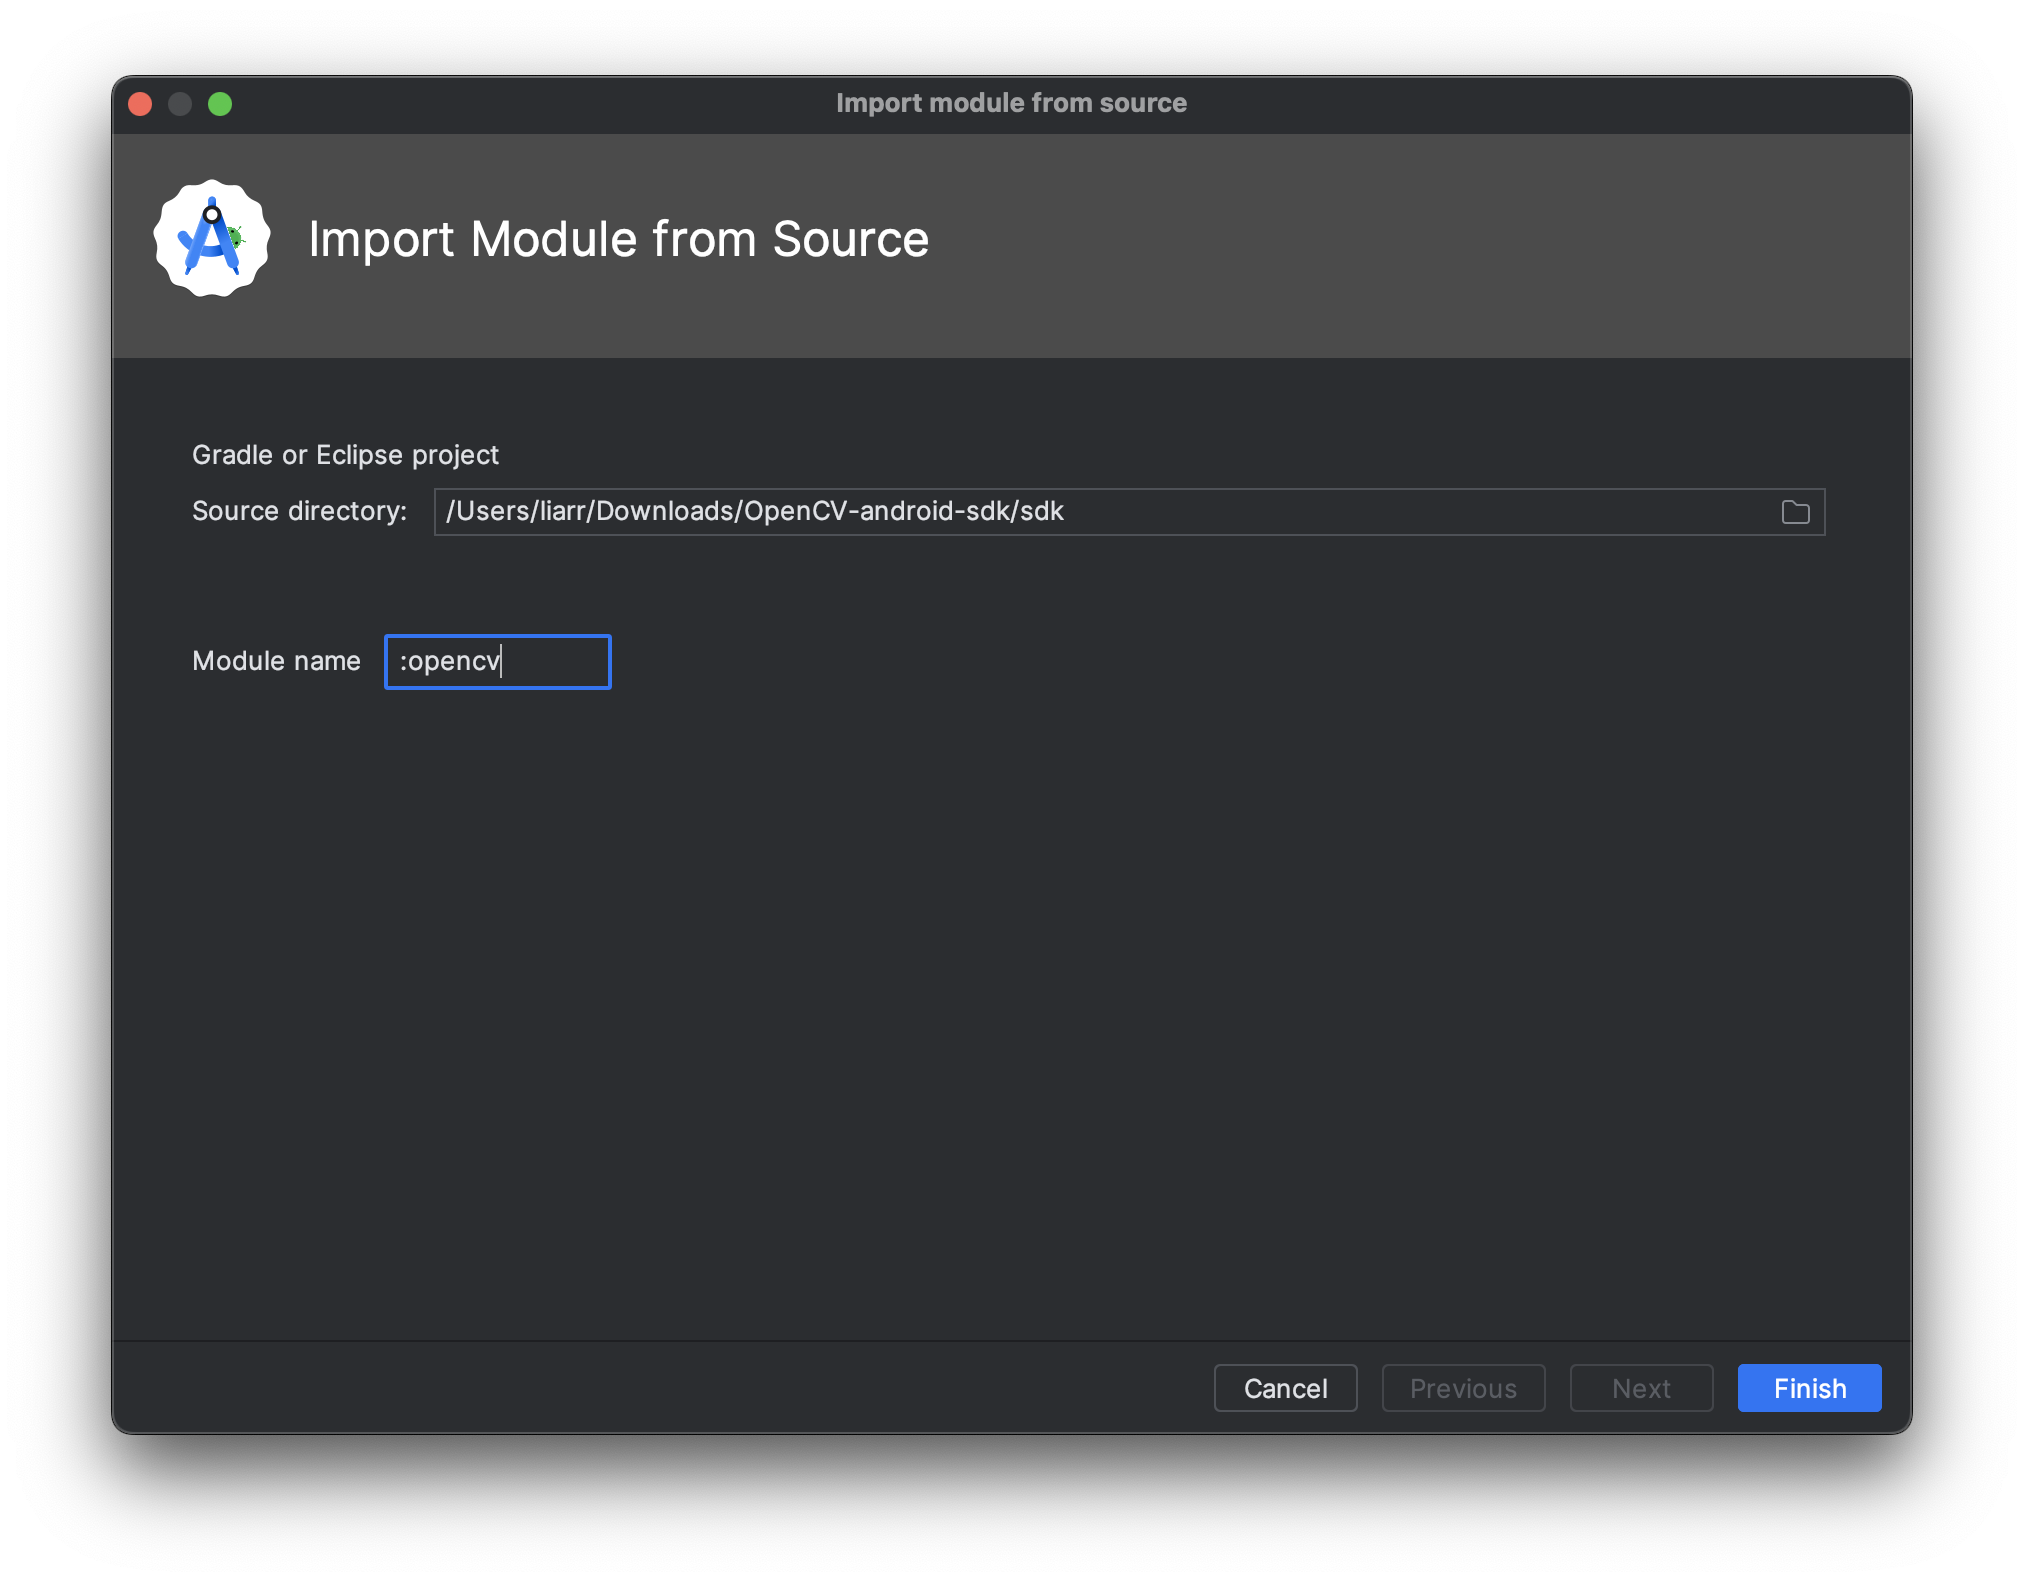 Import module from source
Import Module from Source
Gradle or Eclipse project
Source directory: /Users/liarr/Downloads/OpenCV-android-sdk/sdk
Module name :opencv
Cancel Previous Next Finish